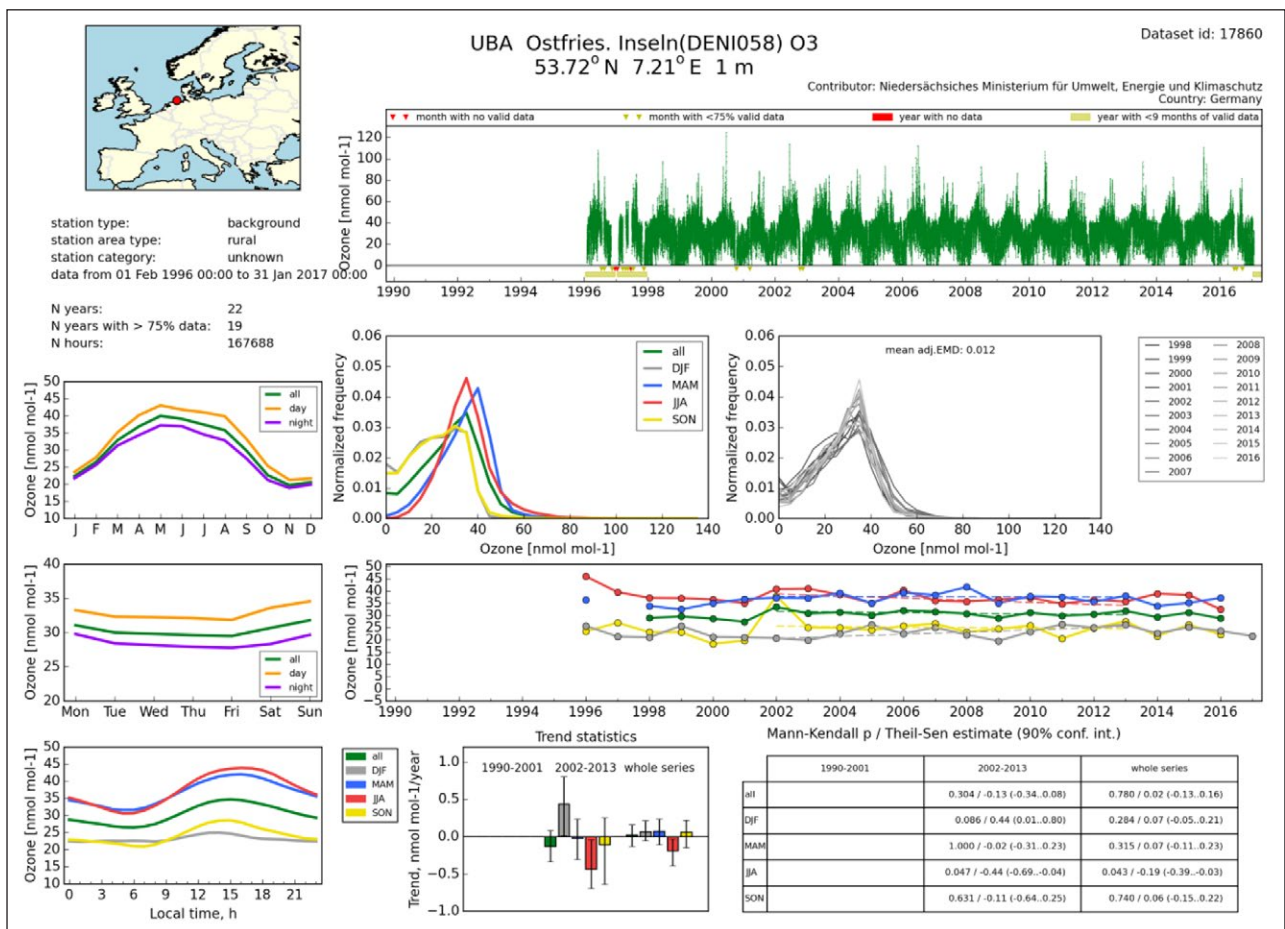 UBA Ostfries. Inseln(DENI058) O3
53.72° N 7.21° E 1 m
Dataset id: 17860
Contributor: Niedersächsiches Ministerium für Umwelt, Energie und Klimaschutz
Country: Germany
month with no valid data
month with <75% valid data
year with no data
year with <9 months of valid data
Ozone [nmol mol-1]
120
100
80
60
40
20
0
1990 1992 1994 1996 1998 2000 2002 2004 2006 2008 2010 2012 2014 2016
station type: background
station area type: rural
station category: unknown
data from 01 Feb 1996 00:00 to 31 Jan 2017 00:00
N years: 22
N years with > 75% data: 19
N hours: 167688
Ozone [nmol mol-1]
50
45
40
35
30
25
20
15
10
J F M A M J J A S O N D
all
day
night
Normalized frequency
0.06
0.05
0.04
0.03
0.02
0.01
0.00
0 20 40 60 80 100 120 140
Ozone [nmol mol-1]
all
DJF
MAM
JJA
SON
Normalized frequency
0.06
0.05
0.04
0.03
0.02
0.01
0.00
0 20 40 60 80 100 120 140
Ozone [nmol mol-1]
mean adj.EMD: 0.012
1998 2008
1999 2009
2000 2010
2001 2011
2002 2012
2003 2013
2004 2014
2005 2015
2006 2016
2007
Ozone [nmol mol-1]
40
35
30
25
20
Mon Tue Wed Thu Fri Sat Sun
all
day
night
Ozone [nmol mol-1]
50
45
40
35
30
25
20
15
10
5
0
−5
1990 1992 1994 1996 1998 2000 2002 2004 2006 2008 2010 2012 2014 2016
Ozone [nmol mol-1]
50
45
40
35
30
25
20
15
10
0 3 6 9 12 15 18 21
Local time, h
all
DJF
MAM
JJA
SON
Trend statistics
Trend, nmol mol-1/year
1.0
0.5
0.0
−0.5
−1.0
1990-2001 2002-2013 whole series
Mann-Kendall p / Theil-Sen estimate (90% conf. int.)
1990-2001 2002-2013 whole series
all 0.304 / -0.13 (-0.34..0.08) 0.780 / 0.02 (-0.13..0.16)
DJF 0.086 / 0.44 (0.01..0.80) 0.284 / 0.07 (-0.05..0.21)
MAM 1.000 / -0.02 (-0.31..0.23) 0.315 / 0.07 (-0.11..0.23)
JJA 0.047 / -0.44 (-0.69..-0.04) 0.043 / -0.19 (-0.39..-0.03)
SON 0.631 / -0.11 (-0.64..0.25) 0.740 / 0.06 (-0.15..0.22)